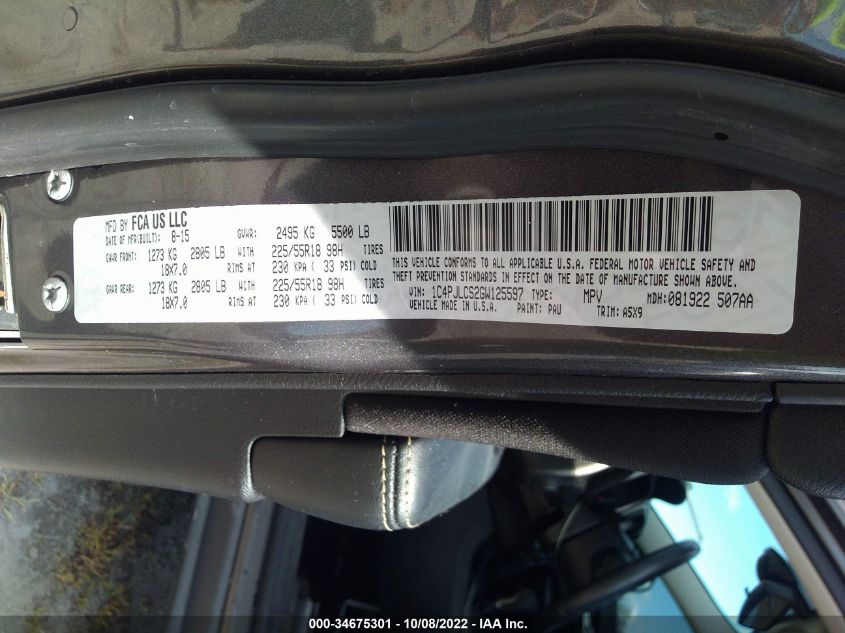 MFD BY FCA US LLC
DATE OF MFR(BUILT): 8-15 GVWR: 2495 KG 5500 LB
GAWR FRONT: 1273 KG 2805 LB WITH 225/55R18 98H TIRES
18X7.0 RIMS AT 230 KPA ( 33 PSI) COLD
GAWR REAR: 1273 KG 2805 LB WITH 225/55R18 98H TIRES
18X7.0 RIMS AT 230 KPA ( 33 PSI) COLD
THIS VEHICLE CONFORMS TO ALL APPLICABLE U.S.A. FEDERAL MOTOR VEHICLE SAFETY AND
THEFT PREVENTION STANDARDS IN EFFECT ON THE DATE OF MANUFACTURE SHOWN ABOVE.
VIN: 1C4PJLCS2GW125597 TYPE: MPV MDH: 081922 507AA
VEHICLE MADE IN U.S.A. PAINT: PAU TRIM: A5X9
000-34675301 - 10/08/2022 - IAA Inc.